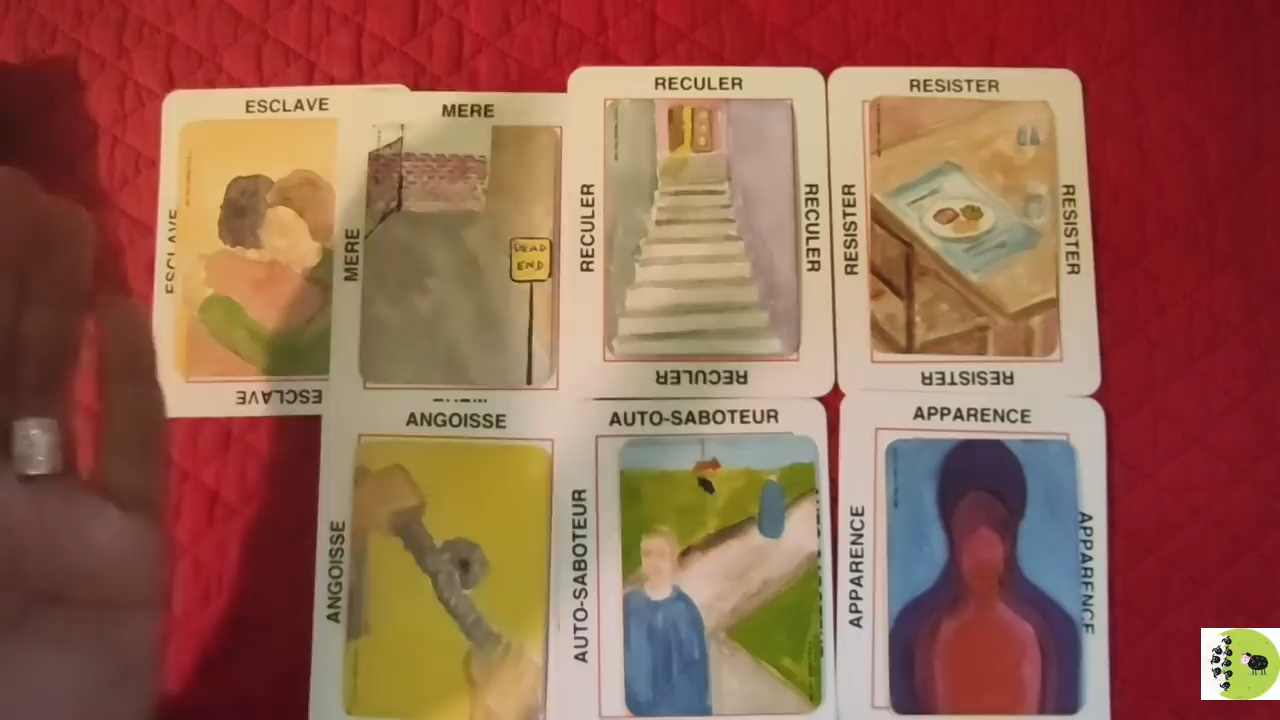 ESCLAVE
ESCLAVE
ESCLAVE
MERE
MERE
DEAD
END
RECULER
RECULER
RECULER
RECULER
RESISTER
RESISTER
RESISTER
RESISTER
ANGOISSE
ANGOISSE
AUTO-SABOTEUR
AUTO-SABOTEUR
APPARENCE
APPARENCE
APPARENCE